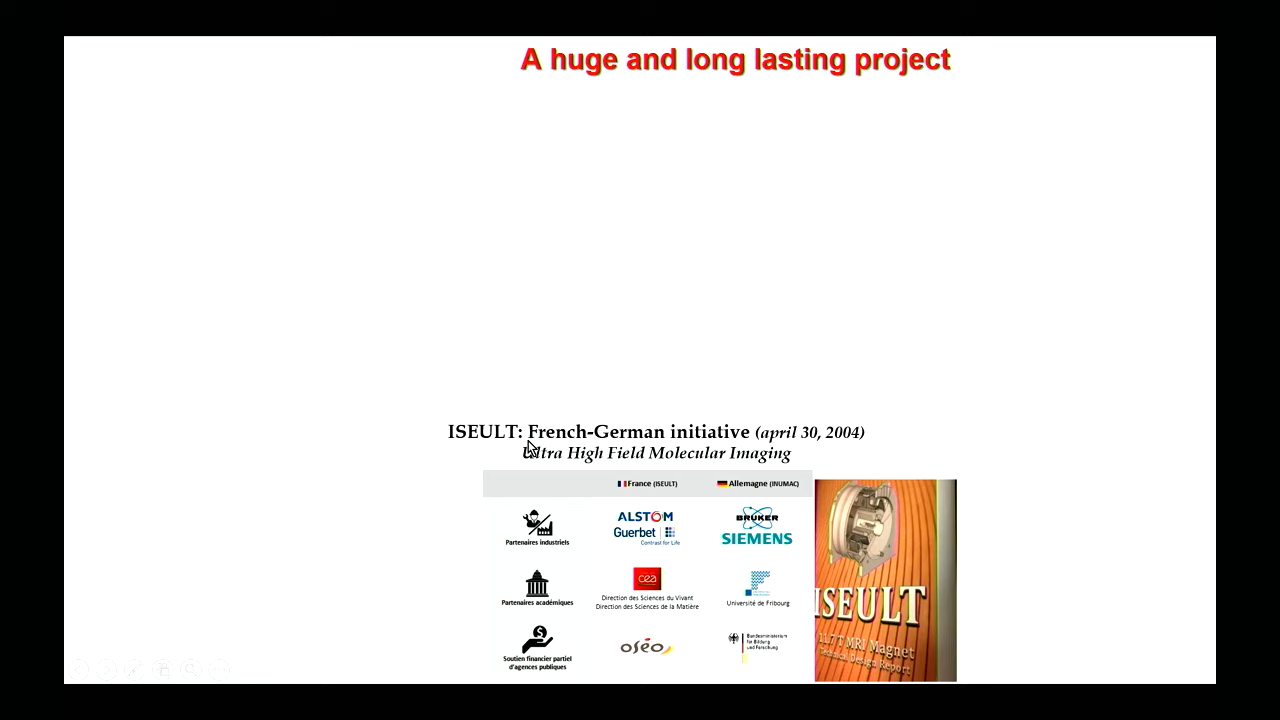 A huge and long lasting project
ISEULT: French-German initiative (april 30, 2004)
Ultra High Field Molecular Imaging
France (ISEULT)
Allemagne (INUMAC)
Partenaires industriels
ALSTOM
Guerbet
Contrast for Life
BRUKER
SIEMENS
Partenaires académiques
cea
Direction des Sciences du Vivant
Direction des Sciences de la Matière
Université de Fribourg
Soutien financier partiel
d'agences publiques
oséo
Bundesministerium
für Bildung
und Forschung
ISEULT
11.7 T MRI Magnet
Technical Design Report